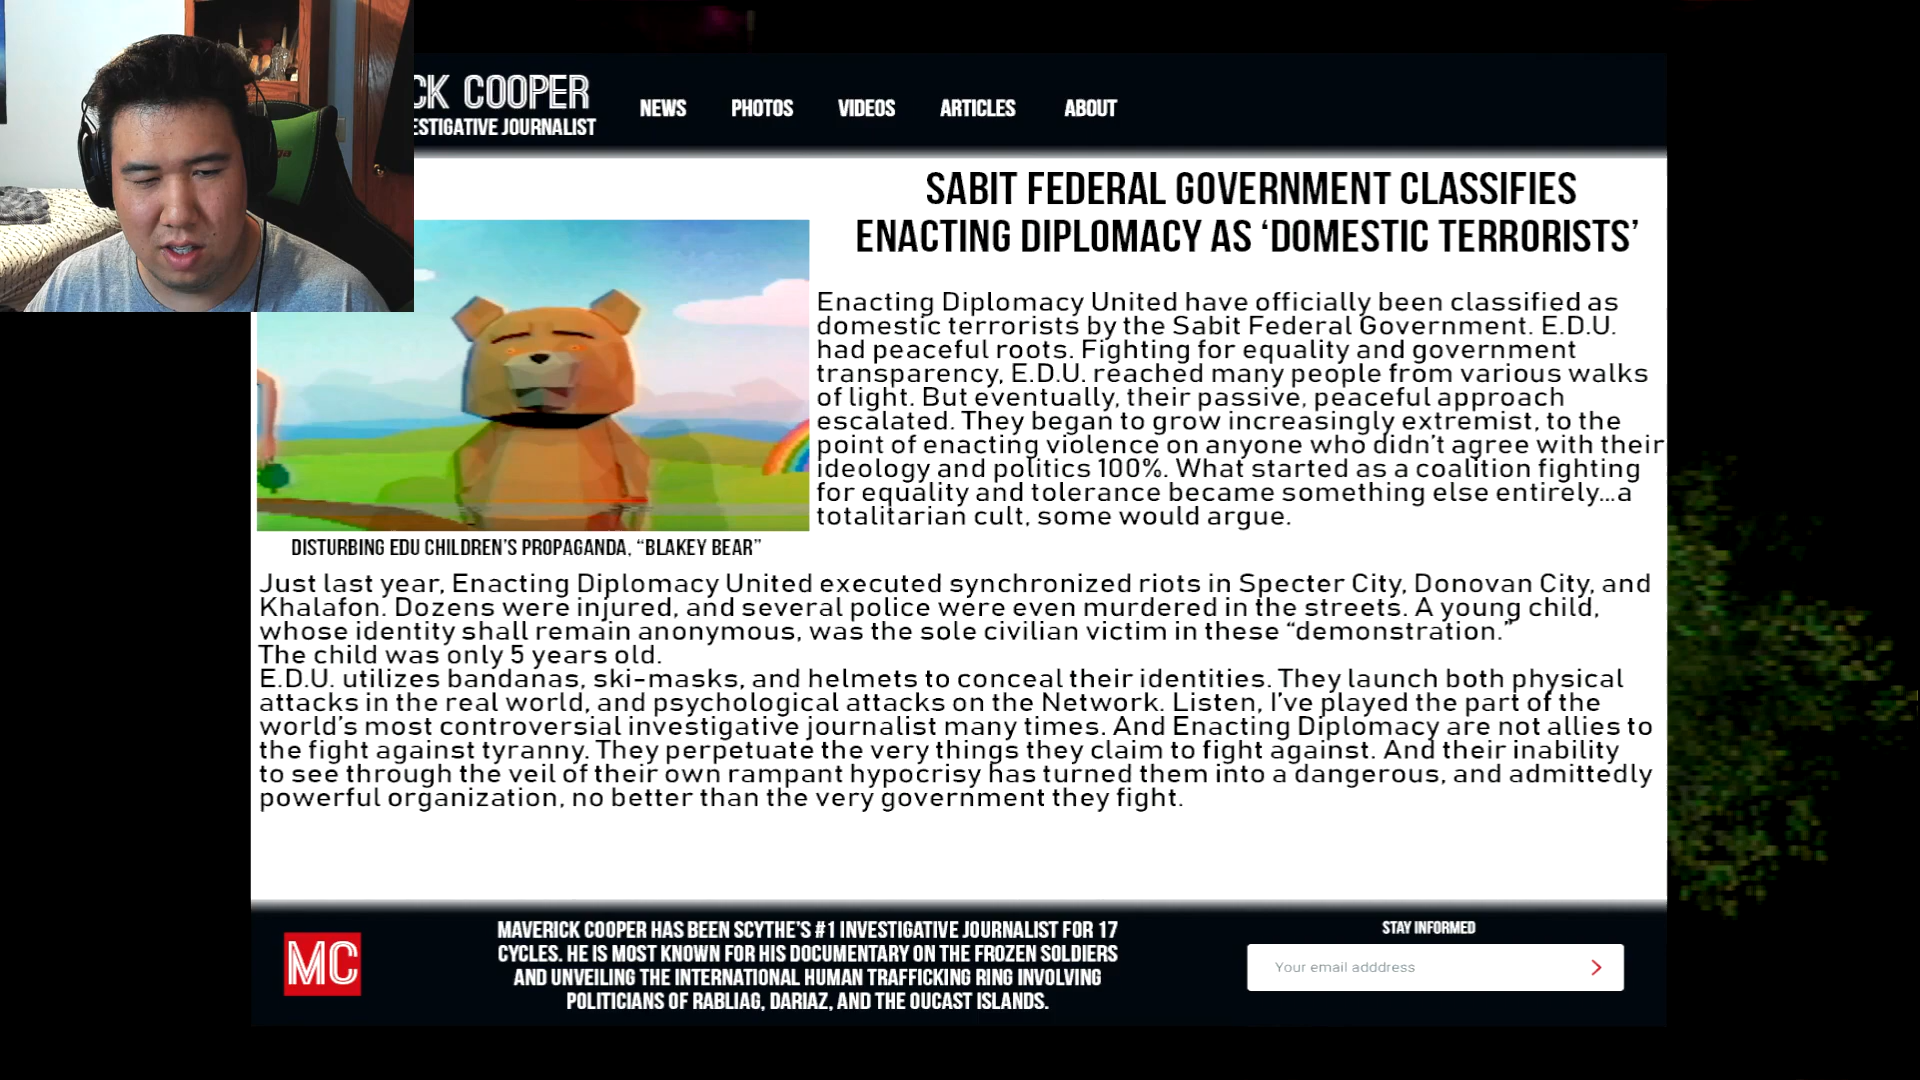 CK COOPER
ESTIGATIVE JOURNALIST
NEWS
PHOTOS
VIDEOS
ARTICLES
ABOUT
SABIT FEDERAL GOVERNMENT CLASSIFIES
ENACTING DIPLOMACY AS ‘DOMESTIC TERRORISTS’
Enacting Diplomacy United have officially been classified as
domestic terrorists by the Sabit Federal Government. E.D.U.
had peaceful roots. Fighting for equality and government
transparency, E.D.U. reached many people from various walks
of light. But eventually, their passive, peaceful approach
escalated. They began to grow increasingly extremist, to the
point of enacting violence on anyone who didn’t agree with their
ideology and politics 100%. What started as a coalition fighting
for equality and tolerance became something else entirely...a
totalitarian cult, some would argue.
DISTURBING EDU CHILDREN’S PROPAGANDA, “BLAKEY BEAR”
Just last year, Enacting Diplomacy United executed synchronized riots in Specter City, Donovan City, and
Khalafon. Dozens were injured, and several police were even murdered in the streets. A young child,
whose identity shall remain anonymous, was the sole civilian victim in these “demonstration.”
The child was only 5 years old.
E.D.U. utilizes bandanas, ski-masks, and helmets to conceal their identities. They launch both physical
attacks in the real world, and psychological attacks on the Network. Listen, I’ve played the part of the
world’s most controversial investigative journalist many times. And Enacting Diplomacy are not allies to
the fight against tyranny. They perpetuate the very things they claim to fight against. And their inability
to see through the veil of their own rampant hypocrisy has turned them into a dangerous, and admittedly
powerful organization, no better than the very government they fight.
MC
MAVERICK COOPER HAS BEEN SCYTHE’S #1 INVESTIGATIVE JOURNALIST FOR 17
CYCLES. HE IS MOST KNOWN FOR HIS DOCUMENTARY ON THE FROZEN SOLDIERS
AND UNVEILING THE INTERNATIONAL HUMAN TRAFFICKING RING INVOLVING
POLITICIANS OF RABLIAG, DARIAZ, AND THE OUCAST ISLANDS.
STAY INFORMED
Your email adddress